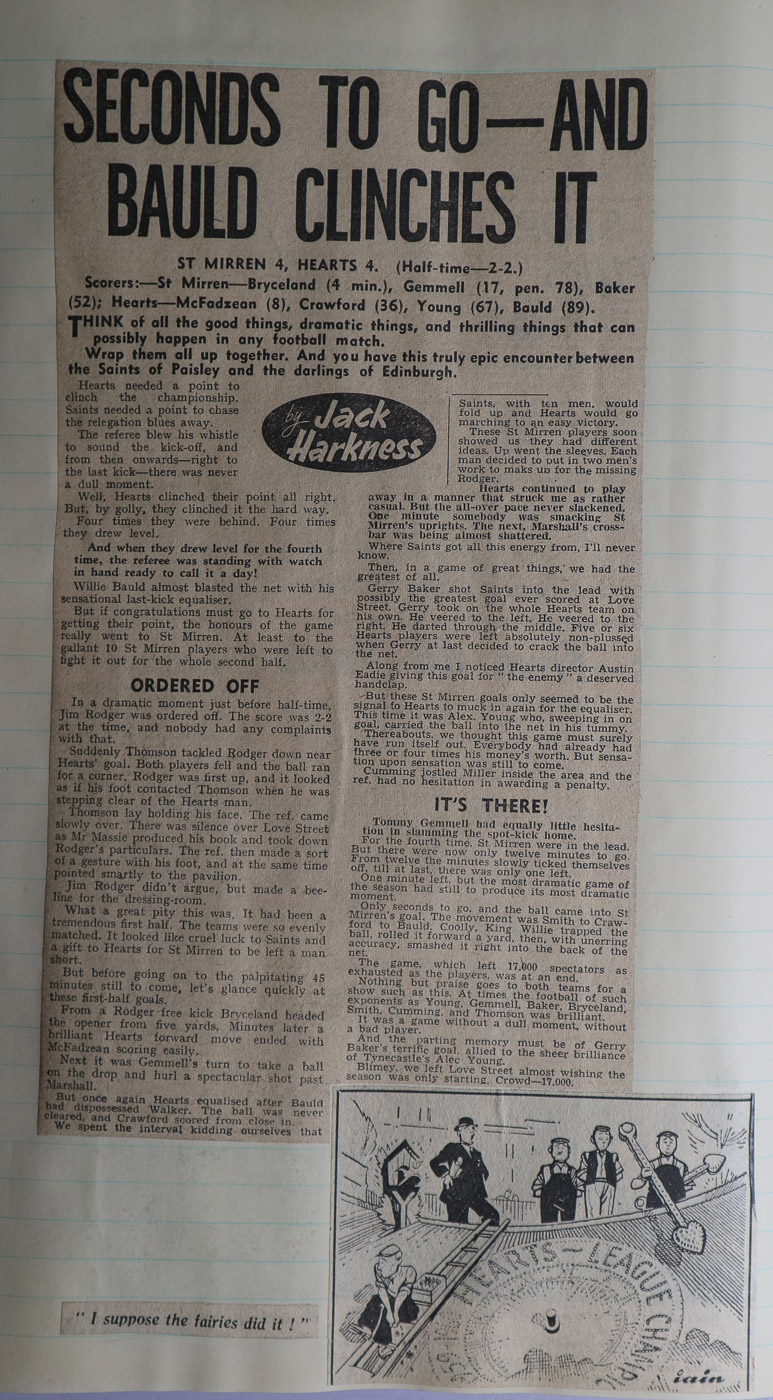 SECONDS TO GO—AND
BAULD CLINCHES IT
ST MIRREN 4, HEARTS 4. (Half-time—2-2.)
Scorers:—St Mirren—Bryceland (4 min.), Gemmell (17, pen. 78), Baker
(52); Hearts—McFadzean (8), Crawford (36), Young (67), Bauld (89).
THINK of all the good things, dramatic things, and thrilling things that can
possibly happen in any football match.
Wrap them all up together. And you have this truly epic encounter between
the Saints of Paisley and the darlings of Edinburgh.
Hearts needed a point to
clinch the championship.
Saints needed a point to chase
the relegation blues away.
The referee blew his whistle
to sound the kick-off, and
from then onwards—right to
the last kick—there was never
a dull moment.
by Jack
Harkness
Well, Hearts clinched their point all right.
But, by golly, they clinched it the hard way.
Four times they were behind. Four times
they drew level.
And when they drew level for the fourth
time, the referee was standing with watch
in hand ready to call it a day!
Willie Bauld almost blasted the net with his
sensational last-kick equaliser.
But if congratulations must go to Hearts for
getting their point, the honours of the game
really went to St Mirren. At least to the
gallant 10 St Mirren players who were left to
fight it out for the whole second half.
ORDERED OFF
In a dramatic moment just before half-time,
Jim Rodger was ordered off. The score was 2-2
at the time, and nobody had any complaints
with that.
Suddenly Thomson tackled Rodger down near
Hearts' goal. Both players fell and the ball ran
for a corner. Rodger was first up, and it looked
as if his foot contacted Thomson when he was
stepping clear of the Hearts man.
Thomson lay holding his face. The ref. came
slowly over. There was silence over Love Street
as Mr Massie produced his book and took down
Rodger's particulars. The ref. then made a sort
of a gesture with his foot, and at the same time
pointed smartly to the pavilion.
Jim Rodger didn't argue, but made a bee-
line for the dressing-room.
What a great pity this was. It had been a
tremendous first half. The teams were so evenly
matched. It looked like cruel luck to Saints and
a gift to Hearts for St Mirren to be left a man
short.
But before going on to the palpitating 45
minutes still to come, let's glance quickly at
these first-half goals.
From a Rodger free kick Bryceland headed
the opener from five yards, Minutes later a
brilliant Hearts forward move ended with
McFadzean scoring easily.
Next it was Gemmell's turn to take a ball
on the drop and hurl a spectacular shot past
Marshall.
But once again Hearts equalised after Bauld
had dispossessed Walker. The ball was never
cleared, and Crawford scored from close in.
We spent the interval kidding ourselves that
Saints, with ten men, would
fold up and Hearts would go
marching to an easy victory.
These St Mirren players soon
showed us they had different
ideas. Up went the sleeves. Each
man decided to put in two men's
work to make up for the missing
Rodger.
Hearts continued to play
away in a manner that struck me as rather
casual. But the all-over pace never slackened.
One minute somebody was smacking St
Mirren's uprights. The next, Marshall's cross-
bar was being almost shattered.
Where Saints got all this energy from, I'll never
know.
Then, in a game of great things, we had the
greatest of all.
Gerry Baker shot Saints into the lead with
possibly the greatest goal ever scored at Love
Street. Gerry took on the whole Hearts team on
his own. He veered to the left. He veered to the
right. He darted through the middle. Five or six
Hearts players were left absolutely non-plussed
when Gerry at last decided to crack the ball into
the net.
Along from me I noticed Hearts director Austin
Eadie giving this goal for " the enemy " a deserved
handclap.
But these St Mirren goals only seemed to be the
signal to Hearts to muck in again for the equaliser.
This time it was Alex. Young who, sweeping in on
goal, carried the ball into the net in his tummy.
Thereabouts, we thought this game must surely
have run itself out. Everybody had already had
three or four times his money's worth. But sensa-
tion upon sensation was still to come.
Cumming jostled Miller inside the area and the
ref. had no hesitation in awarding a penalty.
IT'S THERE!
Tommy Gemmell had equally little hesita-
tion in slamming the spot-kick home.
For the fourth time, St Mirren were in the lead.
But there were now only twelve minutes to go.
From twelve the minutes slowly ticked themselves
off, till at last, there was only one left.
One minute left, but the most dramatic game of
the season had still to produce its most dramatic
moment.
Only seconds to go, and the ball came into St
Mirren's goal. The movement was Smith to Craw-
ford to Bauld. Coolly, King Willie trapped the
ball, rolled it forward a yard, then, with unerring
accuracy, smashed it right into the back of the
net.
The game, which left 17,000 spectators as
exhausted as the players, was at an end.
Nothing but praise goes to both teams for a
show such as this. At times the football of such
exponents as Young, Gemmell, Baker, Bryceland,
Smith, Cumming, and Thomson was brilliant.
It was a game without a dull moment, without
a bad player.
And the parting memory must be of Gerry
Baker's terrific goal, allied to the sheer brilliance
of Tynecastle's Alec Young.
Blimey, we left Love Street almost wishing the
season was only starting. Crowd—17,000.
HEARTS — LEAGUE CHAMPI
iain
" I suppose the fairies did it ! "